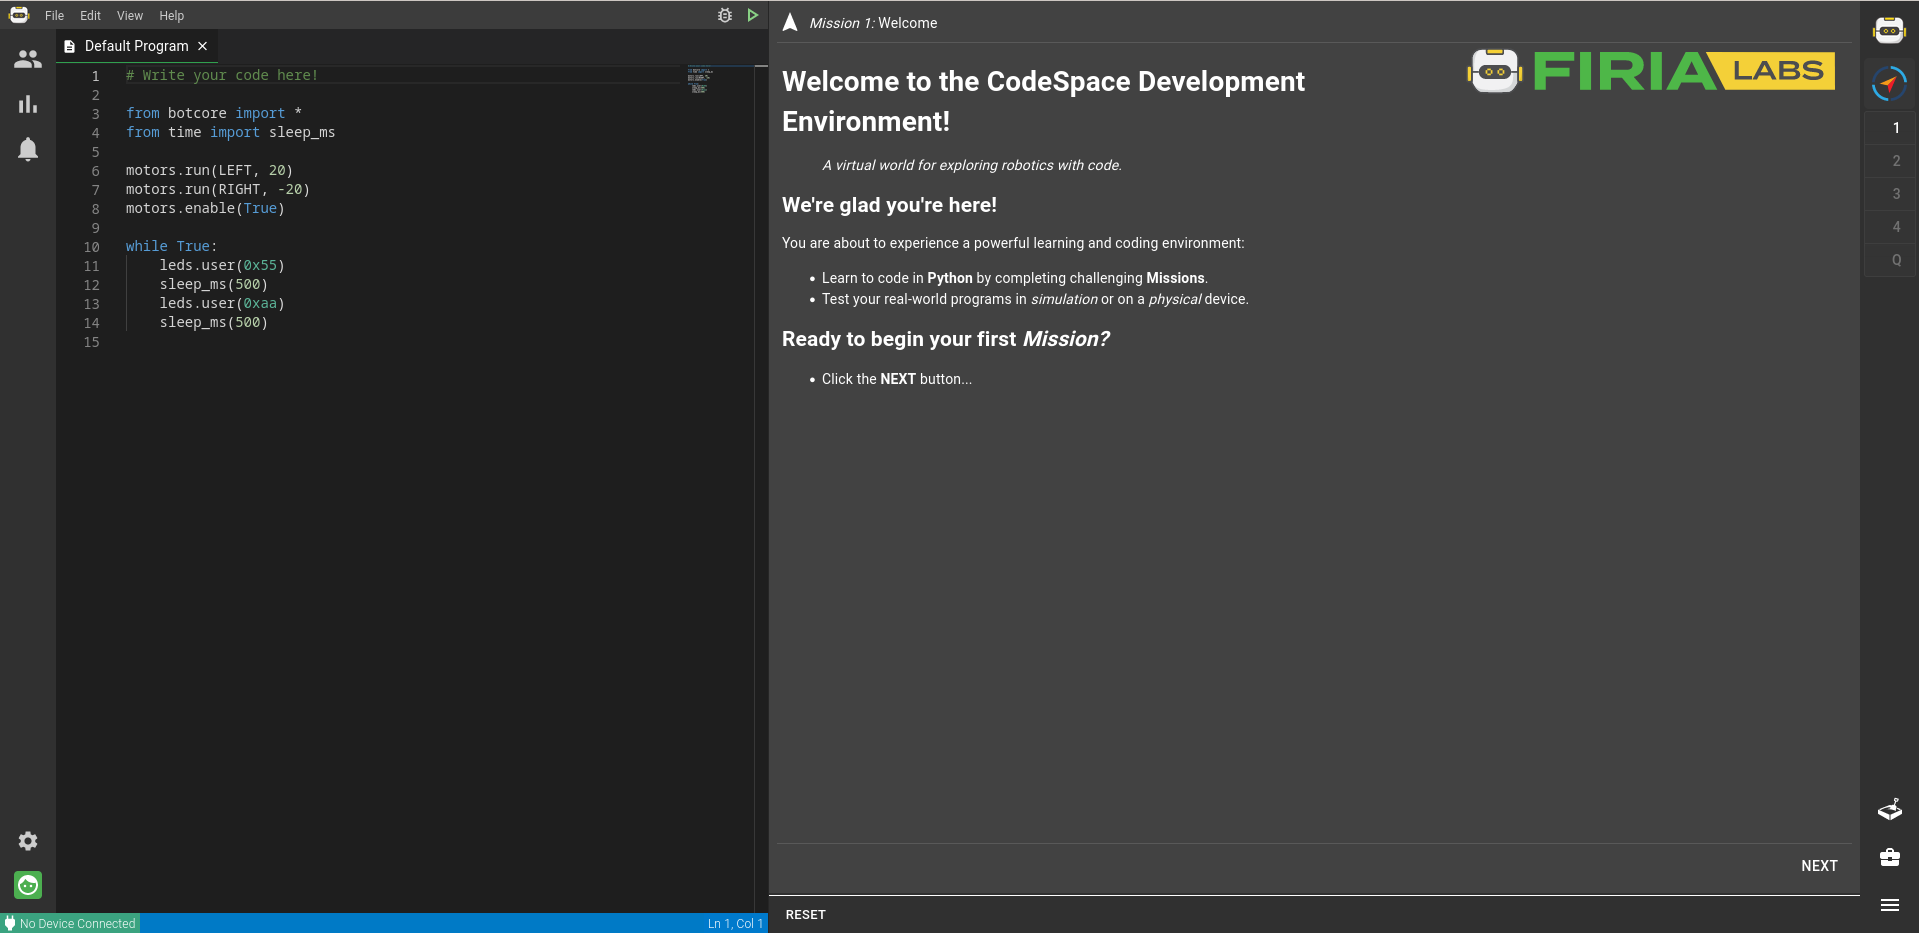 File Edit View Help
Default Program
1 # Write your code here!
2
3 from botcore import *
4 from time import sleep_ms
5
6 motors.run(LEFT, 20)
7 motors.run(RIGHT, -20)
8 motors.enable(True)
9
10 while True:
11     leds.user(0x55)
12     sleep_ms(500)
13     leds.user(0xaa)
14     sleep_ms(500)
15
No Device Connected
Ln 1, Col 1
Mission 1: Welcome
FIRIA LABS
Welcome to the CodeSpace Development
Environment!
A virtual world for exploring robotics with code.
We're glad you're here!
You are about to experience a powerful learning and coding environment:
• Learn to code in Python by completing challenging Missions.
• Test your real-world programs in simulation or on a physical device.
Ready to begin your first Mission?
• Click the NEXT button...
NEXT
RESET
1
2
3
4
Q